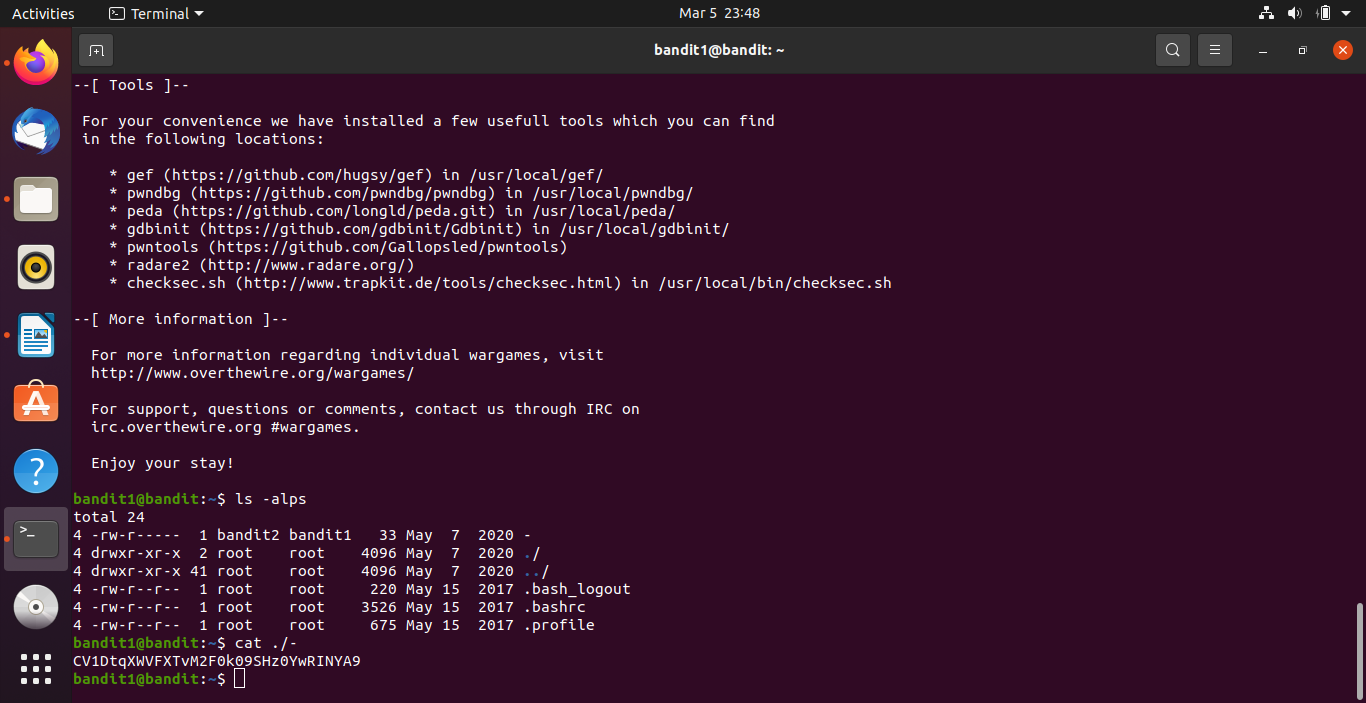 Activities
Terminal
Mar 5 23:48
bandit1@bandit: ~
--[ Tools ]--
For your convenience we have installed a few usefull tools which you can find
in the following locations:
* gef (https://github.com/hugsy/gef) in /usr/local/gef/
* pwndbg (https://github.com/pwndbg/pwndbg) in /usr/local/pwndbg/
* peda (https://github.com/longld/peda.git) in /usr/local/peda/
* gdbinit (https://github.com/gdbinit/Gdbinit) in /usr/local/gdbinit/
* pwntools (https://github.com/Gallopsled/pwntools)
* radare2 (http://www.radare.org/)
* checksec.sh (http://www.trapkit.de/tools/checksec.html) in /usr/local/bin/checksec.sh
--[ More information ]--
For more information regarding individual wargames, visit
http://www.overthewire.org/wargames/
For support, questions or comments, contact us through IRC on
irc.overthewire.org #wargames.
Enjoy your stay!
bandit1@bandit:~$ ls -alps
total 24
4 -rw-r----- 1 bandit2 bandit1 33 May 7 2020 -
4 drwxr-xr-x 2 root root 4096 May 7 2020 ./
4 drwxr-xr-x 41 root root 4096 May 7 2020 ../
4 -rw-r--r-- 1 root root 220 May 15 2017 .bash_logout
4 -rw-r--r-- 1 root root 3526 May 15 2017 .bashrc
4 -rw-r--r-- 1 root root 675 May 15 2017 .profile
bandit1@bandit:~$ cat ./-
CV1DtqXWVFXTvM2F0k09SHz0YwRINYA9
bandit1@bandit:~$